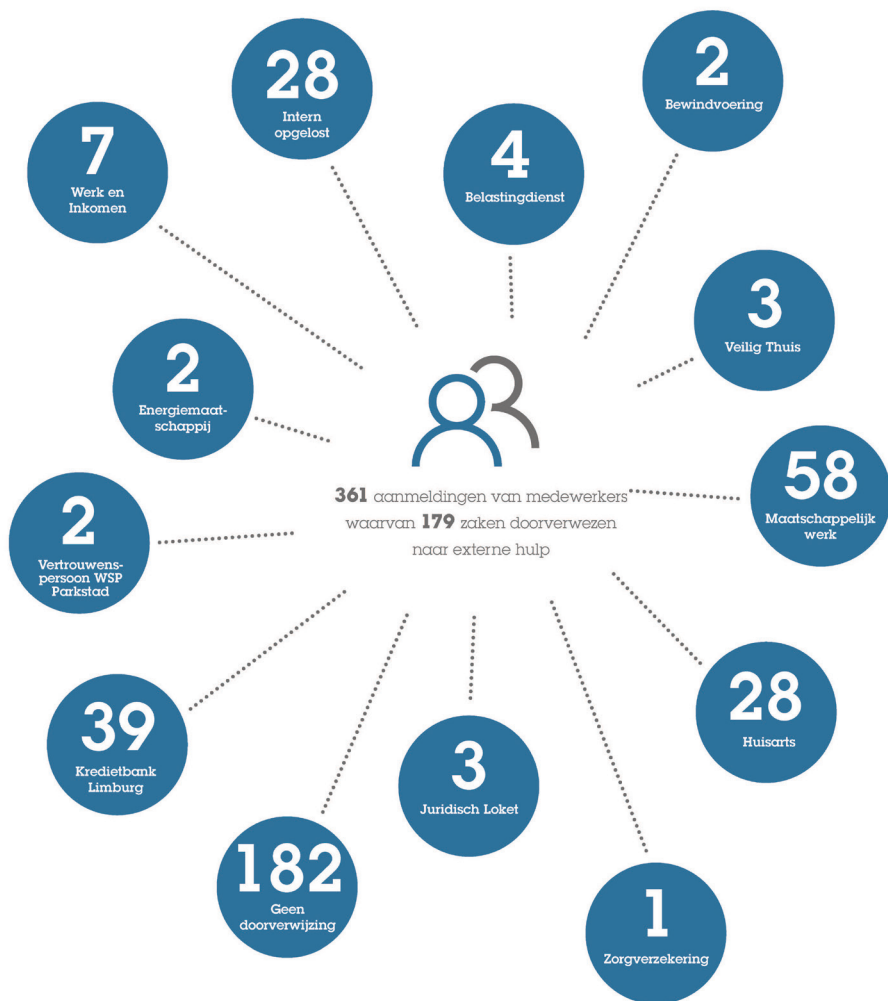 28
Intern
opgelost
2
Bewindvoering
7
Werk en
Inkomen
4
Belastingdienst
3
Veilig Thuis
2
Energiemaat-
schappij
58
Maatschappelijk
werk
361 aanmeldingen van medewerkers
waarvan 179 zaken doorverwezen
naar externe hulp
2
Vertrouwens-
persoon WSP
Parkstad
28
Huisarts
39
Kredietbank
Limburg
3
Juridisch Loket
182
Geen
doorverwijzing
1
Zorgverzekering